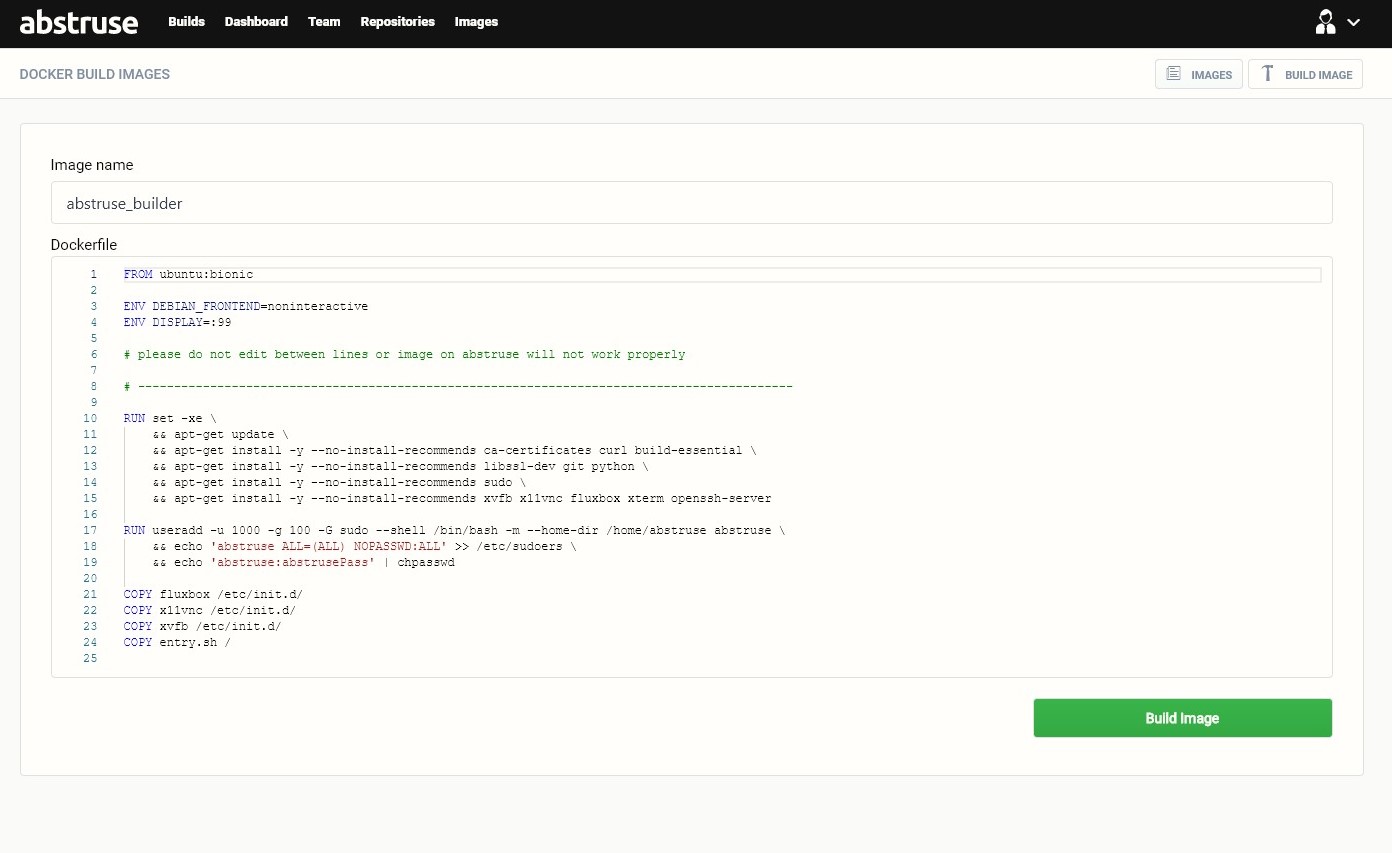 abstruse Builds Dashboard Team Repositories Images
DOCKER BUILD IMAGES IMAGES BUILD IMAGE
Image name
abstruse_builder
Dockerfile
1 FROM ubuntu:bionic
2
3 ENV DEBIAN_FRONTEND=noninteractive
4 ENV DISPLAY=:99
5
6 # please do not edit between lines or image on abstruse will not work properly
7
8 # -------------------------------------------------------------------------------------------
9
10 RUN set -xe \
11 && apt-get update \
12 && apt-get install -y --no-install-recommends ca-certificates curl build-essential \
13 && apt-get install -y --no-install-recommends libssl-dev git python \
14 && apt-get install -y --no-install-recommends sudo \
15 && apt-get install -y --no-install-recommends xvfb x11vnc fluxbox xterm openssh-server
16
17 RUN useradd -u 1000 -g 100 -G sudo --shell /bin/bash -m --home-dir /home/abstruse abstruse \
18 && echo 'abstruse ALL=(ALL) NOPASSWD:ALL' >> /etc/sudoers \
19 && echo 'abstruse:abstrusePass' | chpasswd
20
21 COPY fluxbox /etc/init.d/
22 COPY x11vnc /etc/init.d/
23 COPY xvfb /etc/init.d/
24 COPY entry.sh /
25
Build Image